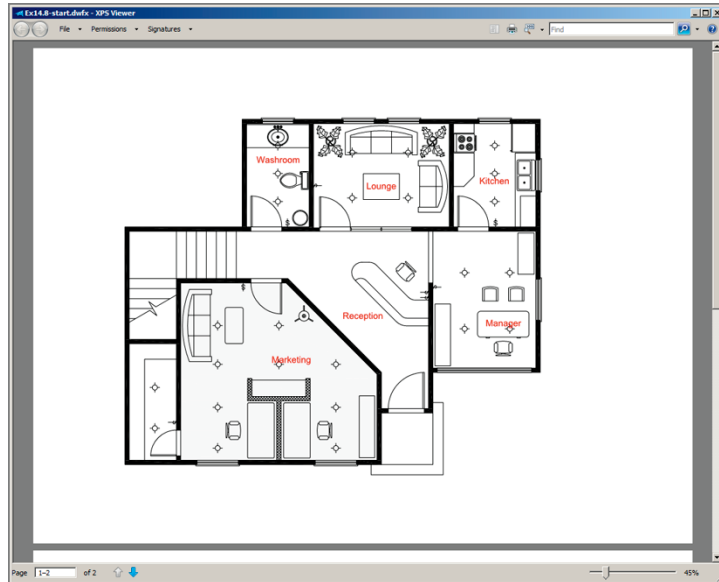 Ex14.8-start.dwfx - XPS Viewer
File Permissions Signatures Find
Washroom
Lounge
Kitchen
Reception
Manager
Marketing
Page 1-2 of 2 45%